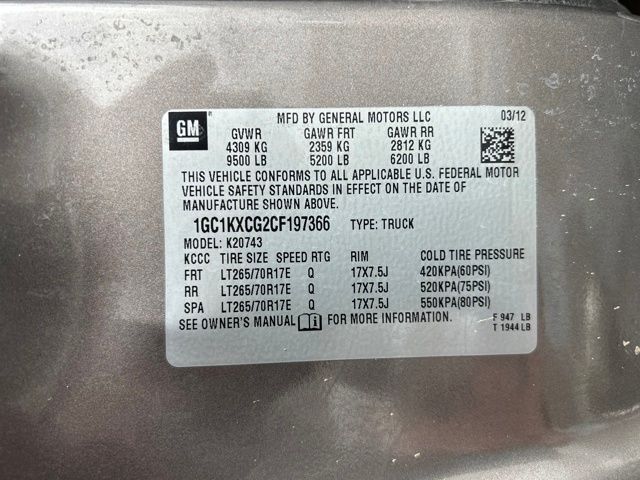 GM
MFD BY GENERAL MOTORS LLC 03/12
GVWR GAWR FRT GAWR RR
4309 KG 2359 KG 2812 KG
9500 LB 5200 LB 6200 LB
THIS VEHICLE CONFORMS TO ALL APPLICABLE U.S. FEDERAL MOTOR
VEHICLE SAFETY STANDARDS IN EFFECT ON THE DATE OF
MANUFACTURE SHOWN ABOVE.
1GC1KXCG2CF197366 TYPE: TRUCK
MODEL: K20743
KCCC TIRE SIZE SPEED RTG RIM COLD TIRE PRESSURE
FRT LT265/70R17E Q 17X7.5J 420KPA(60PSI)
RR LT265/70R17E Q 17X7.5J 520KPA(75PSI)
SPA LT265/70R17E Q 17X7.5J 550KPA(80PSI)
SEE OWNER'S MANUAL FOR MORE INFORMATION. F 947 LB
T 1944 LB